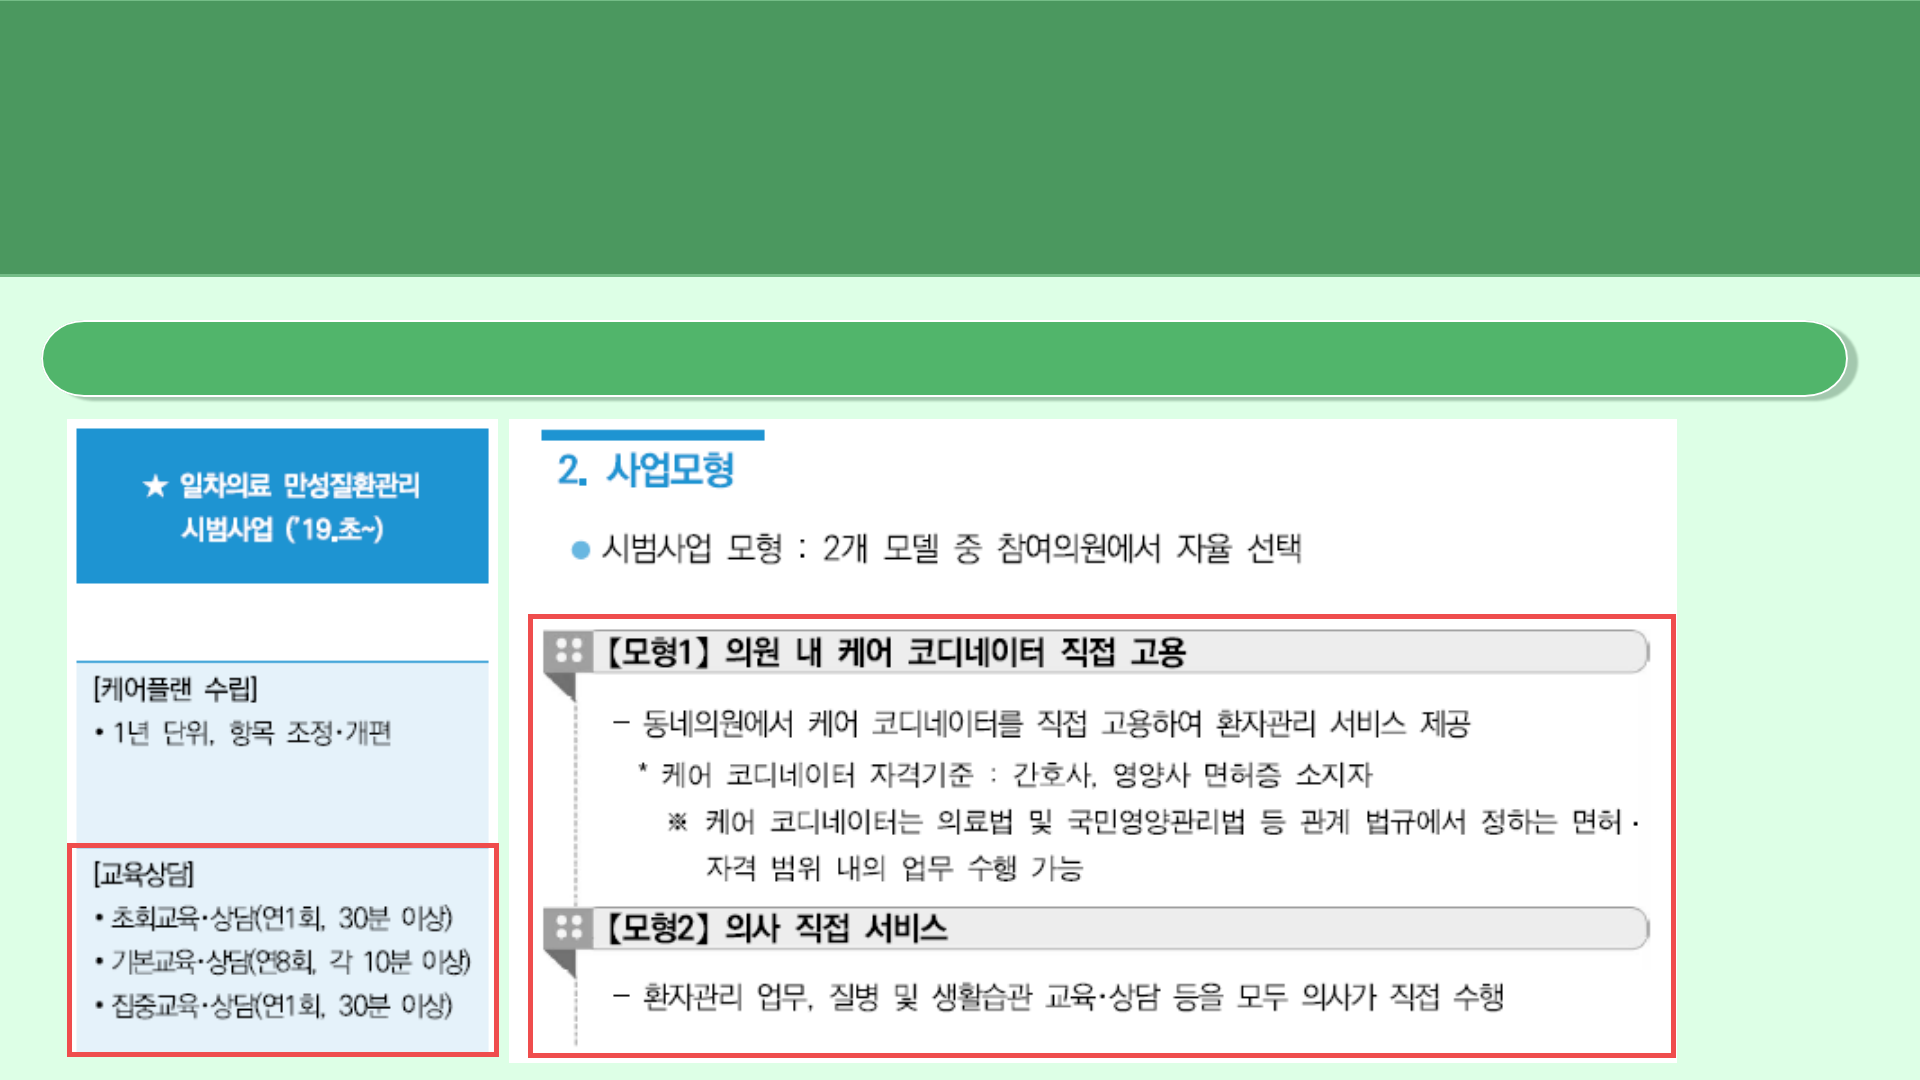 ★ 일차의료 만성질환관리
시범사업 ('19.초~)
[케어플랜 수립]
• 1년 단위, 항목 조정·개편
[교육상담]
• 초회교육·상담(연1회, 30분 이상)
• 기본교육·상담(연8회, 각 10분 이상)
• 집중교육·상담(연1회, 30분 이상)
2. 사업모형
● 시범사업 모형 : 2개 모델 중 참여의원에서 자율 선택
【모형1】 의원 내 케어 코디네이터 직접 고용
– 동네의원에서 케어 코디네이터를 직접 고용하여 환자관리 서비스 제공
* 케어 코디네이터 자격기준 : 간호사, 영양사 면허증 소지자
※ 케어 코디네이터는 의료법 및 국민영양관리법 등 관계 법규에서 정하는 면허·
자격 범위 내의 업무 수행 가능
【모형2】 의사 직접 서비스
– 환자관리 업무, 질병 및 생활습관 교육·상담 등을 모두 의사가 직접 수행